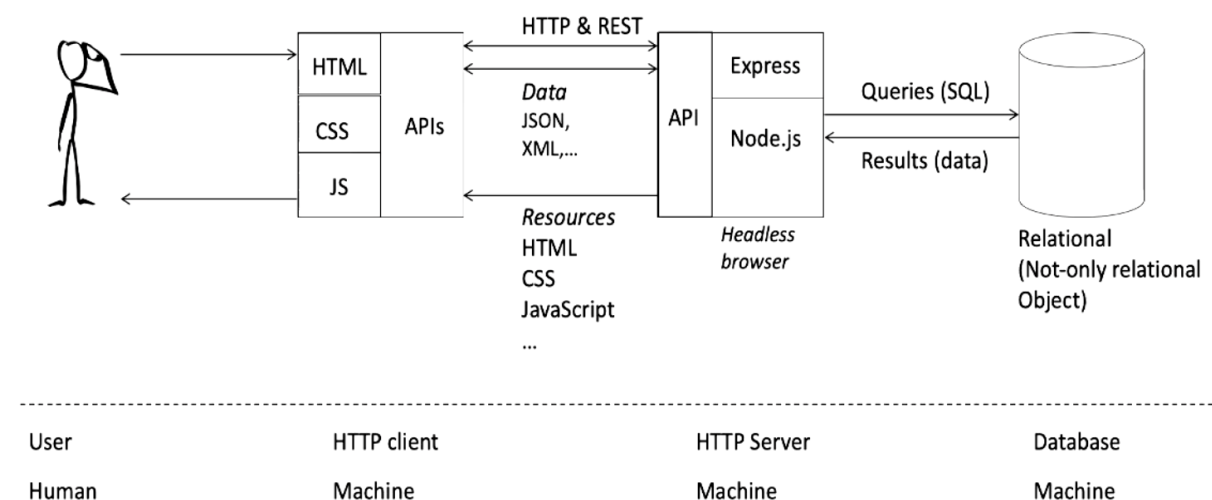 HTTP & REST
HTML
CSS
JS
APIs
Data
JSON,
XML,...
Resources
HTML
CSS
JavaScript
...
API
Express
Node.js
Headless
browser
Queries (SQL)
Results (data)
Relational
(Not-only relational
Object)
User
HTTP client
HTTP Server
Database
Human
Machine
Machine
Machine